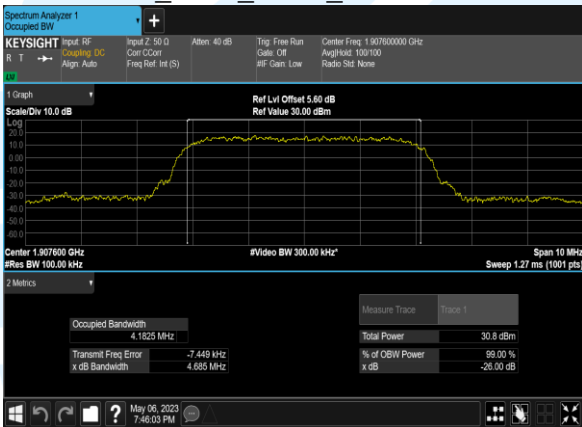 Spectrum Analyzer 1
Occupied BW
KEYSIGHT Input: RF Input Z: 50 Ω Atten: 40 dB Trig: Free Run Center Freq: 1.907600000 GHz
R T Coupling: DC Corr CCorr Gate: Off Avg|Hold: 100/100
Align: Auto Freq Ref: Int (S) #IF Gain: Low Radio Std: None
1 Graph
Ref Lvl Offset 5.60 dB
Scale/Div 10.0 dB Ref Value 30.00 dBm
Log
20.0
10.0
0.00
-10.0
-20.0
-30.0
-40.0
-50.0
-60.0
Center 1.907600 GHz #Video BW 300.00 kHz* Span 10 MHz
#Res BW 100.00 kHz Sweep 1.27 ms (1001 pts)
2 Metrics
Measure Trace Trace 1
Occupied Bandwidth
4.1825 MHz Total Power 30.8 dBm
Transmit Freq Error -7.449 kHz % of OBW Power 99.00 %
x dB Bandwidth 4.685 MHz x dB -26.00 dB
May 06, 2023
7:46:03 PM